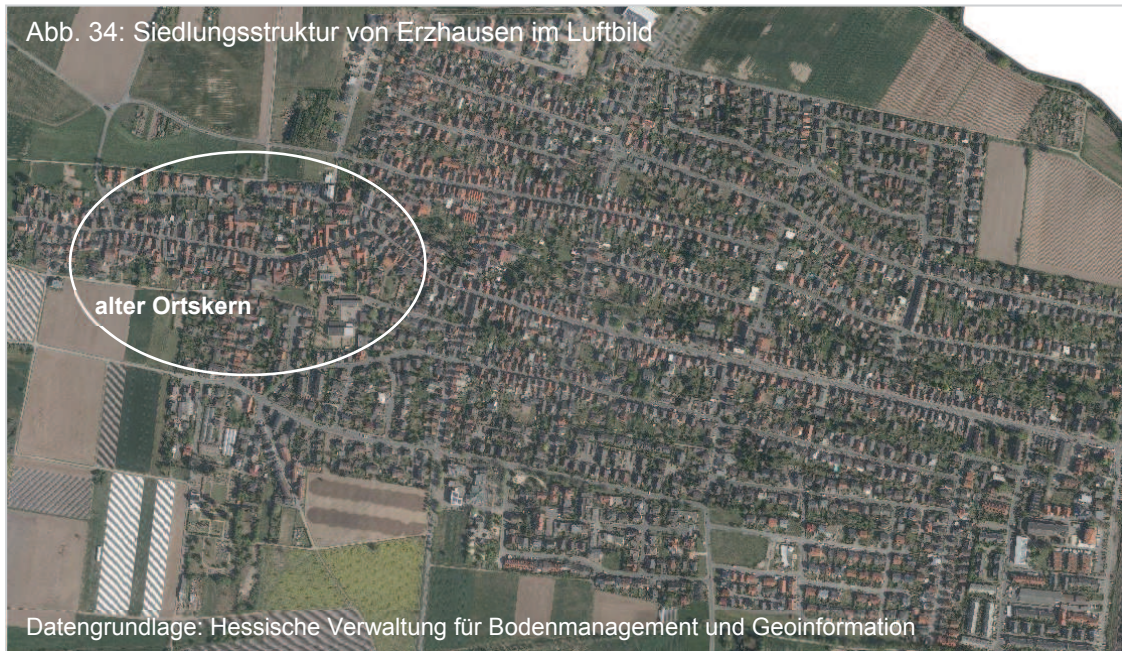 Abb. 34: Siedlungsstruktur von Erzhausen im Luftbild
alter Ortskern
Datengrundlage: Hessische Verwaltung für Bodenmanagement und Geoinformation